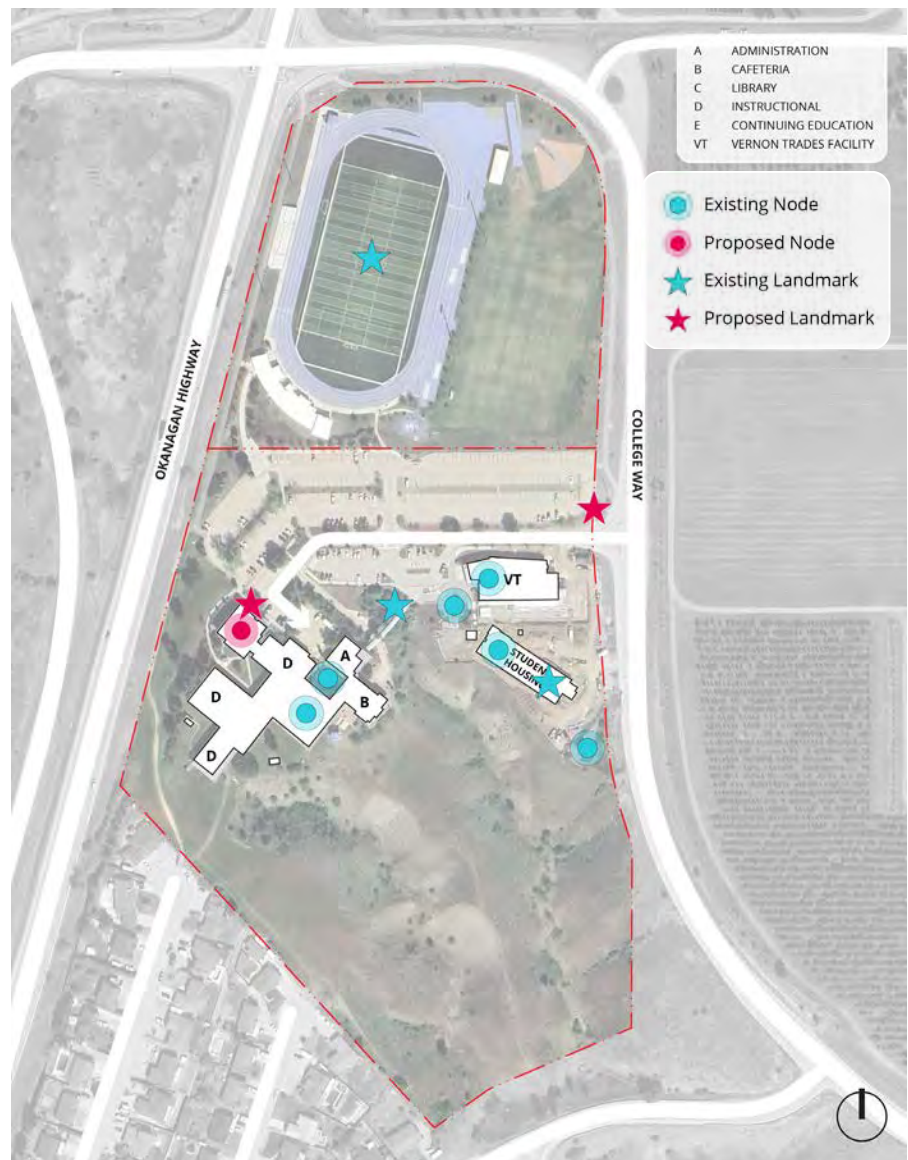 A ADMINISTRATION
B CAFETERIA
C LIBRARY
D INSTRUCTIONAL
E CONTINUING EDUCATION
VT VERNON TRADES FACILITY
Existing Node
Proposed Node
Existing Landmark
Proposed Landmark
OKANAGAN HIGHWAY
COLLEGE WAY
VT
A
D
STUDENT
HOUSING
D
B
D